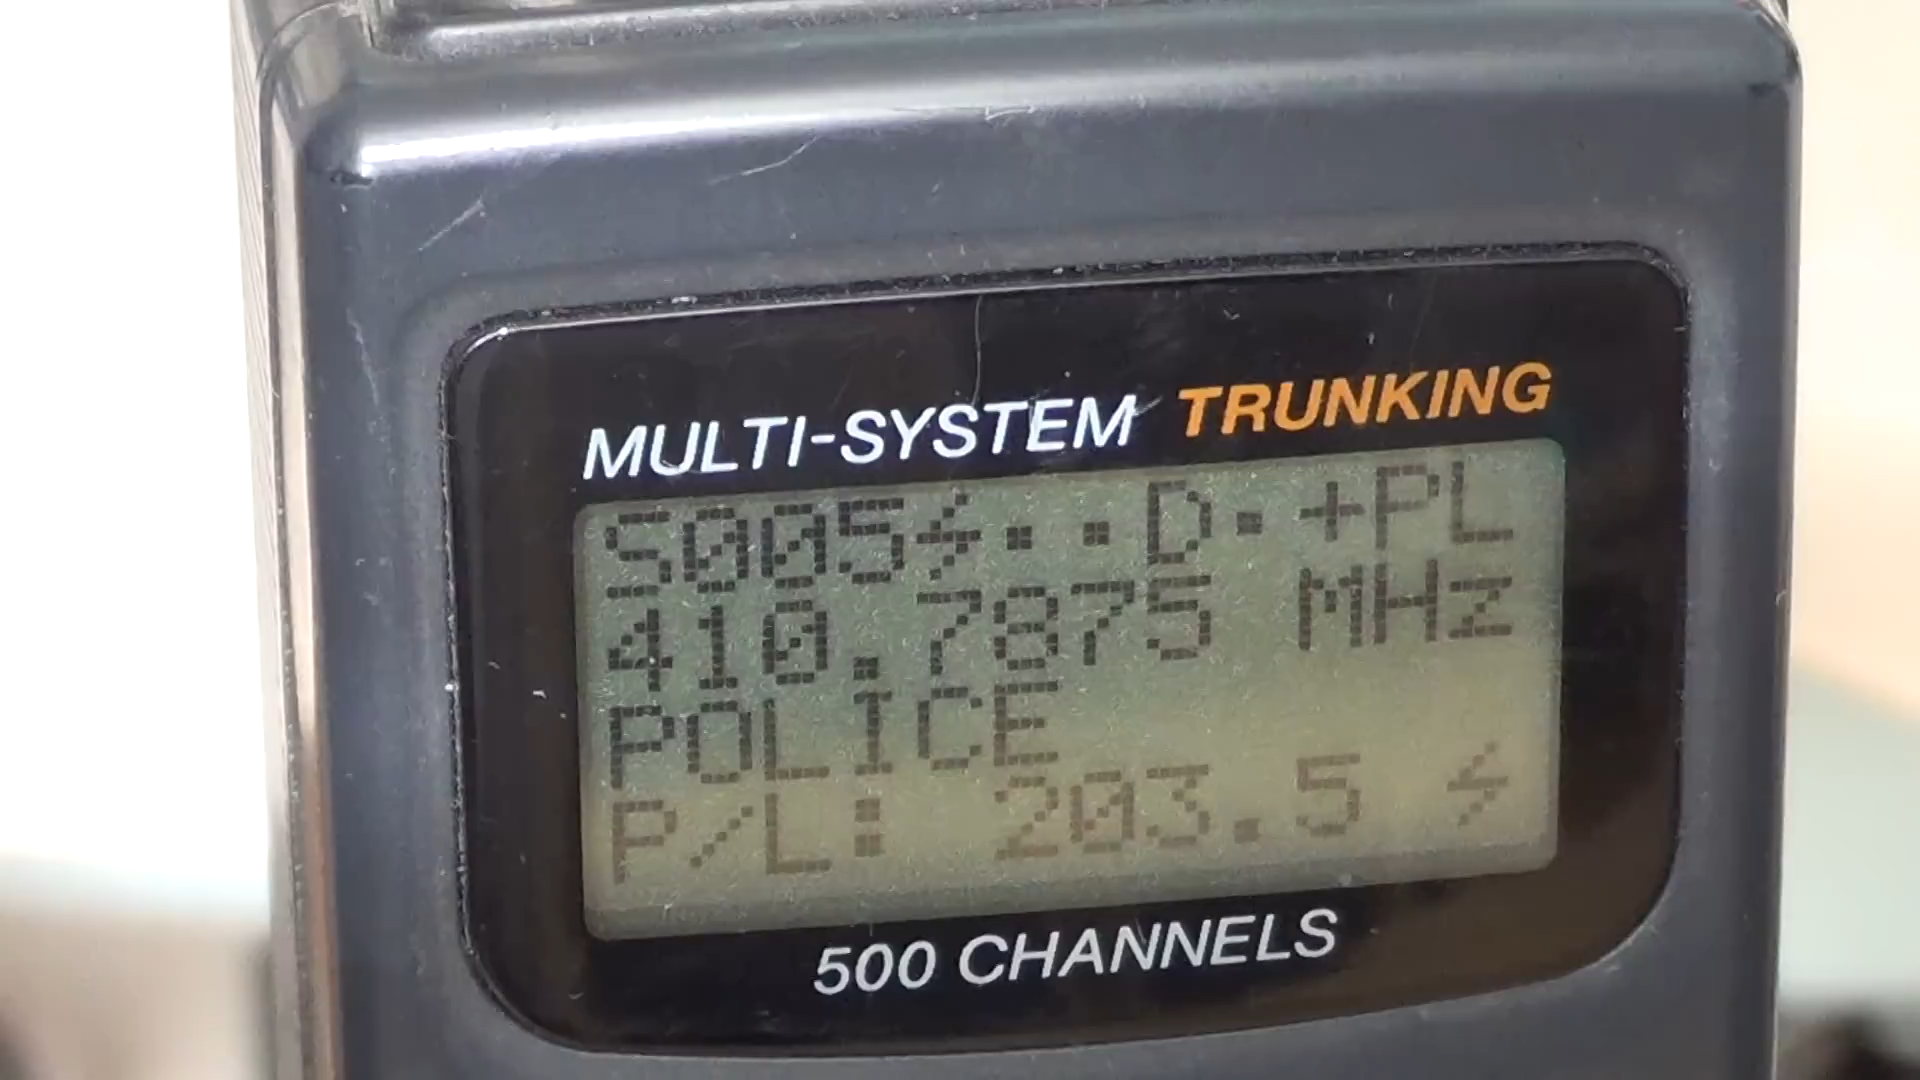 MULTI-SYSTEM TRUNKING
S005⚡▪ ▪D▪+PL
410.7875 MHz
POLICE
P/L: 203.5 ⚡
500 CHANNELS